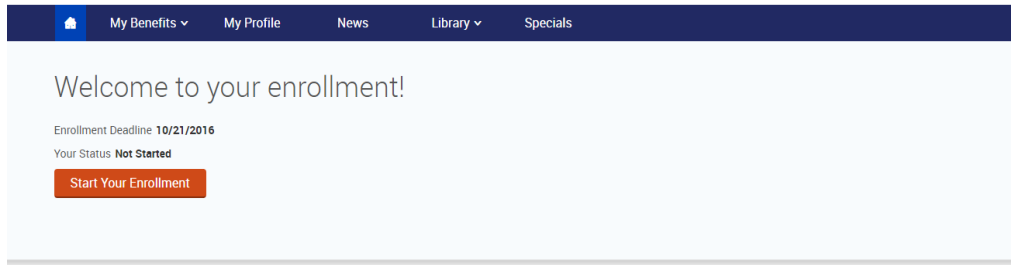 My Benefits My Profile News Library Specials
Welcome to your enrollment!
Enrollment Deadline 10/21/2016
Your Status Not Started
Start Your Enrollment